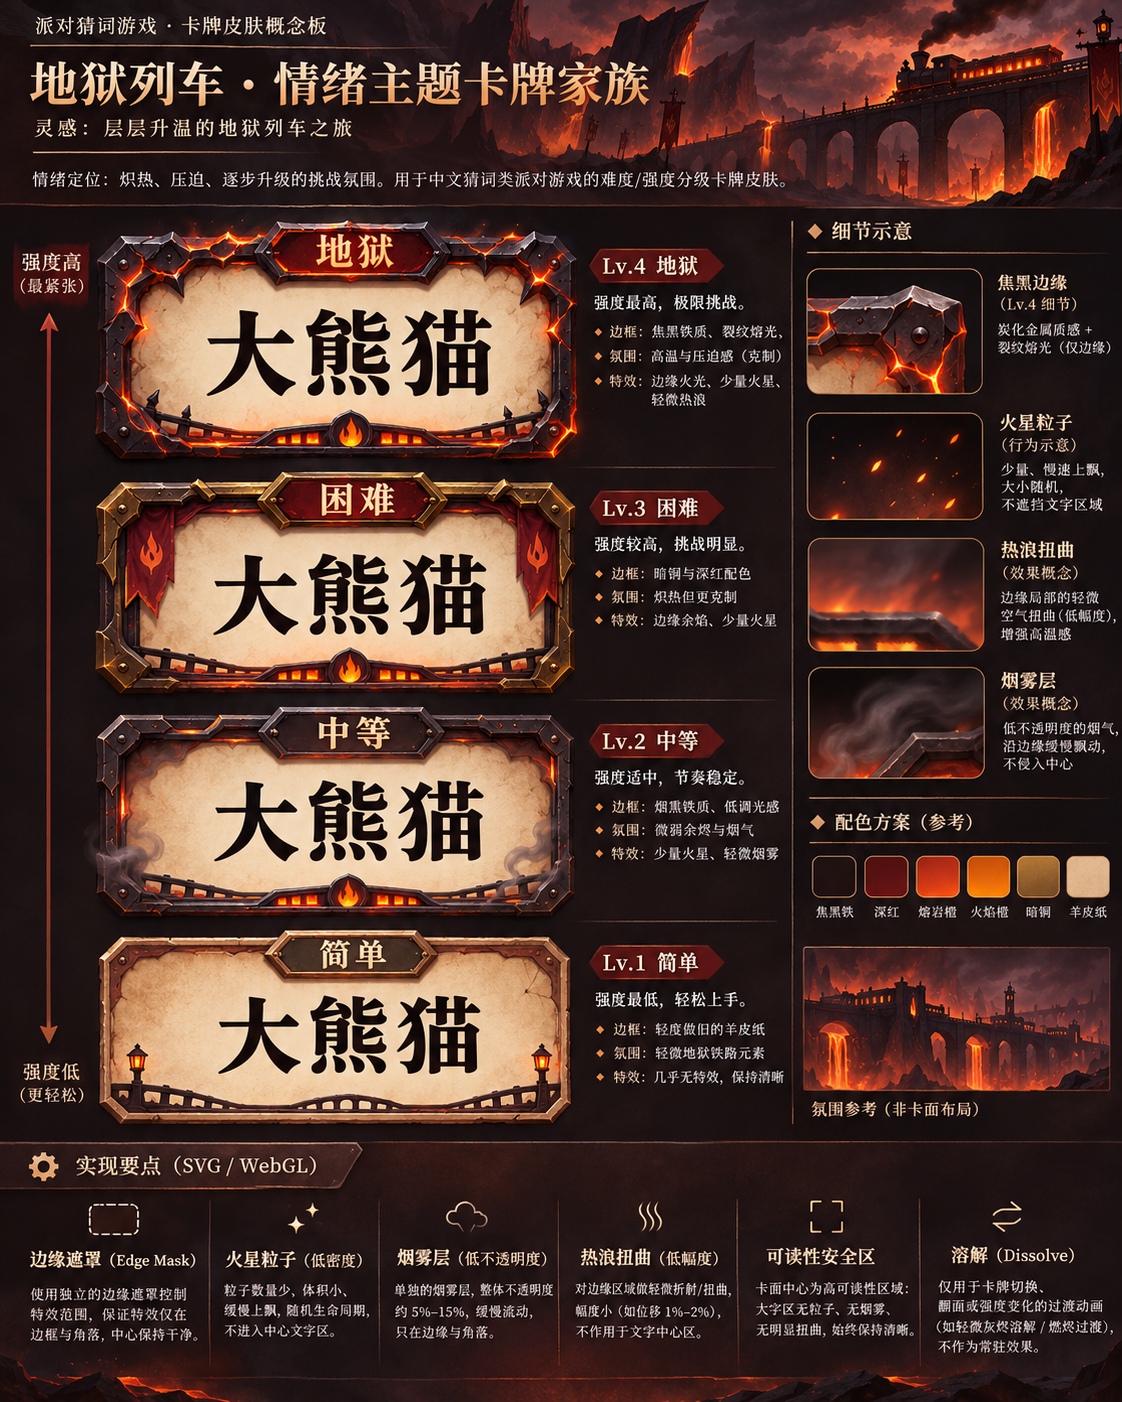 派对猜词游戏 · 卡牌皮肤概念板
地狱列车 · 情绪主题卡牌家族
灵感：层层升温的地狱列车之旅
情绪定位：炽热、压迫、逐步升级的挑战氛围。用于中文猜词类派对游戏的难度/强度分级卡牌皮肤。
强度高
（最紧张）
地狱
大熊猫
Lv.4 地狱
强度最高，极限挑战。
边框：焦黑铁质、裂纹熔光，
氛围：高温与压迫感（克制）
特效：边缘火光、少量火星、
轻微热浪
困难
大熊猫
Lv.3 困难
强度较高，挑战明显。
边框：暗铜与深红配色
氛围：炽热但更克制
特效：边缘余焰、少量火星
中等
大熊猫
Lv.2 中等
强度适中，节奏稳定。
边框：烟熏铁质、低调光感
氛围：微弱余烬与烟气
特效：少量火星、轻微烟雾
简单
大熊猫
Lv.1 简单
强度最低，轻松上手。
边框：轻度做旧的羊皮纸
氛围：轻微地狱铁路元素
特效：几乎无特效，保持清晰
强度低
（更轻松）
细节示意
焦黑边缘
（Lv.4 细节）
炭化金属质感 +
裂纹熔光（仅边缘）
火星粒子
（行为示意）
少量、慢速上飘，
大小随机，
不遮挡文字区域
热浪扭曲
（效果概念）
边缘局部的轻微
空气扭曲（低幅度），
增强高温感
烟雾层
（效果概念）
低不透明度的烟气，
沿边缘缓慢飘动，
不侵入中心
配色方案（参考）
焦黑铁 深红 熔岩橙 火焰橙 暗铜 羊皮纸
氛围参考（非卡面布局）
实现要点（SVG / WebGL）
边缘遮罩（Edge Mask）
使用独立的边缘遮罩控制
特效范围，保证特效仅在
边框与角落，中心保持干净。
火星粒子（低密度）
粒子数量少、体积小、
缓慢上飘，随机生命周期，
不进入中心文字区。
烟雾层（低不透明度）
单独的烟雾层，整体不透明度
约 5%–15%，缓慢流动，
只在边缘与角落。
热浪扭曲（低幅度）
对边缘区域做轻微折射/扭曲，
幅度小（如位移 1%–2%），
不作用于文字中心区。
可读性安全区
卡面中心为高可读性区域：
大字区无粒子、无烟雾、
无明显扭曲，始终保持清晰。
溶解（Dissolve）
仅用于卡牌切换、
翻面或强度变化的过渡动画
（如轻微灰烬溶解 / 燃烬过渡），
不作为常驻效果。